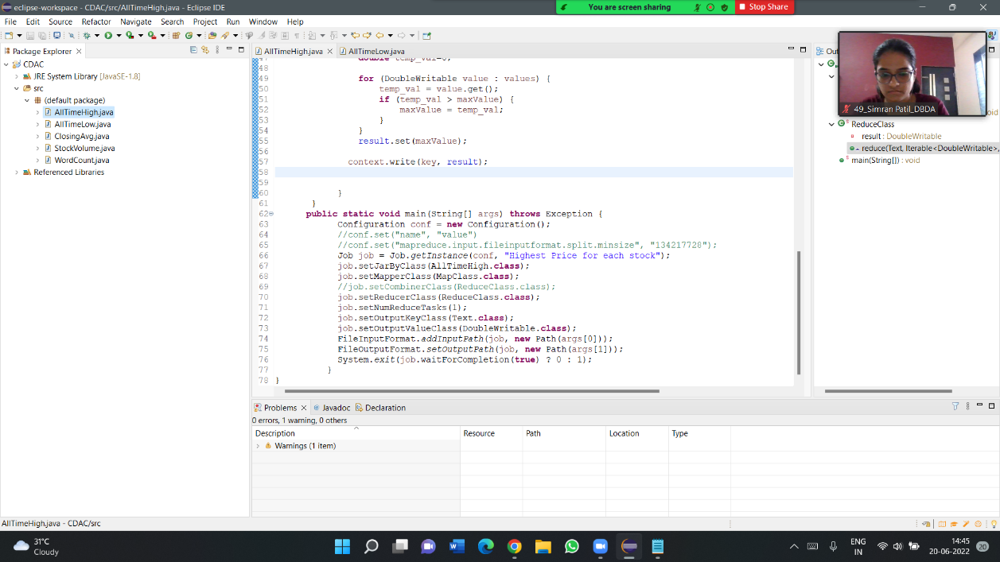 eclipse-workspace - CDAC/src/AllTimeHigh.java - Eclipse IDE
You are screen sharing
Stop Share
File Edit Source Refactor Navigate Search Project Run Window Help
Package Explorer
CDAC
JRE System Library [JavaSE-1.8]
src
(default package)
AllTimeHigh.java
AllTimeLow.java
ClosingAvg.java
StockVolume.java
WordCount.java
Referenced Libraries
AllTimeHigh.java
AllTimeLow.java
47 double temp_val=0;
48
49 for (DoubleWritable value : values) {
50 temp_val = value.get();
51 if (temp_val > maxValue) {
52 maxValue = temp_val;
53 }
54 }
55 result.set(maxValue);
56
57 context.write(key, result);
58
59
60 }
61 }
62 public static void main(String[] args) throws Exception {
63 Configuration conf = new Configuration();
64 //conf.set("name", "value")
65 //conf.set("mapreduce.input.fileinputformat.split.minsize", "134217728");
66 Job job = Job.getInstance(conf, "Highest Price for each stock");
67 job.setJarByClass(AllTimeHigh.class);
68 job.setMapperClass(MapClass.class);
69 //job.setCombinerClass(ReduceClass.class);
70 job.setReducerClass(ReduceClass.class);
71 job.setNumReduceTasks(1);
72 job.setOutputKeyClass(Text.class);
73 job.setOutputValueClass(DoubleWritable.class);
74 FileInputFormat.addInputPath(job, new Path(args[0]));
75 FileOutputFormat.setOutputPath(job, new Path(args[1]));
76 System.exit(job.waitForCompletion(true) ? 0 : 1);
77 }
78 }
49_Simran Patil_DBDA
ReduceClass
result : DoubleWritable
reduce(Text, Iterable<DoubleWritable>,
main(String[]) : void
Problems Javadoc Declaration
0 errors, 1 warning, 0 others
Description Resource Path Location Type
Warnings (1 item)
AllTimeHigh.java - CDAC/src
31°C
Cloudy
ENG
IN
14:45
20-06-2022
20